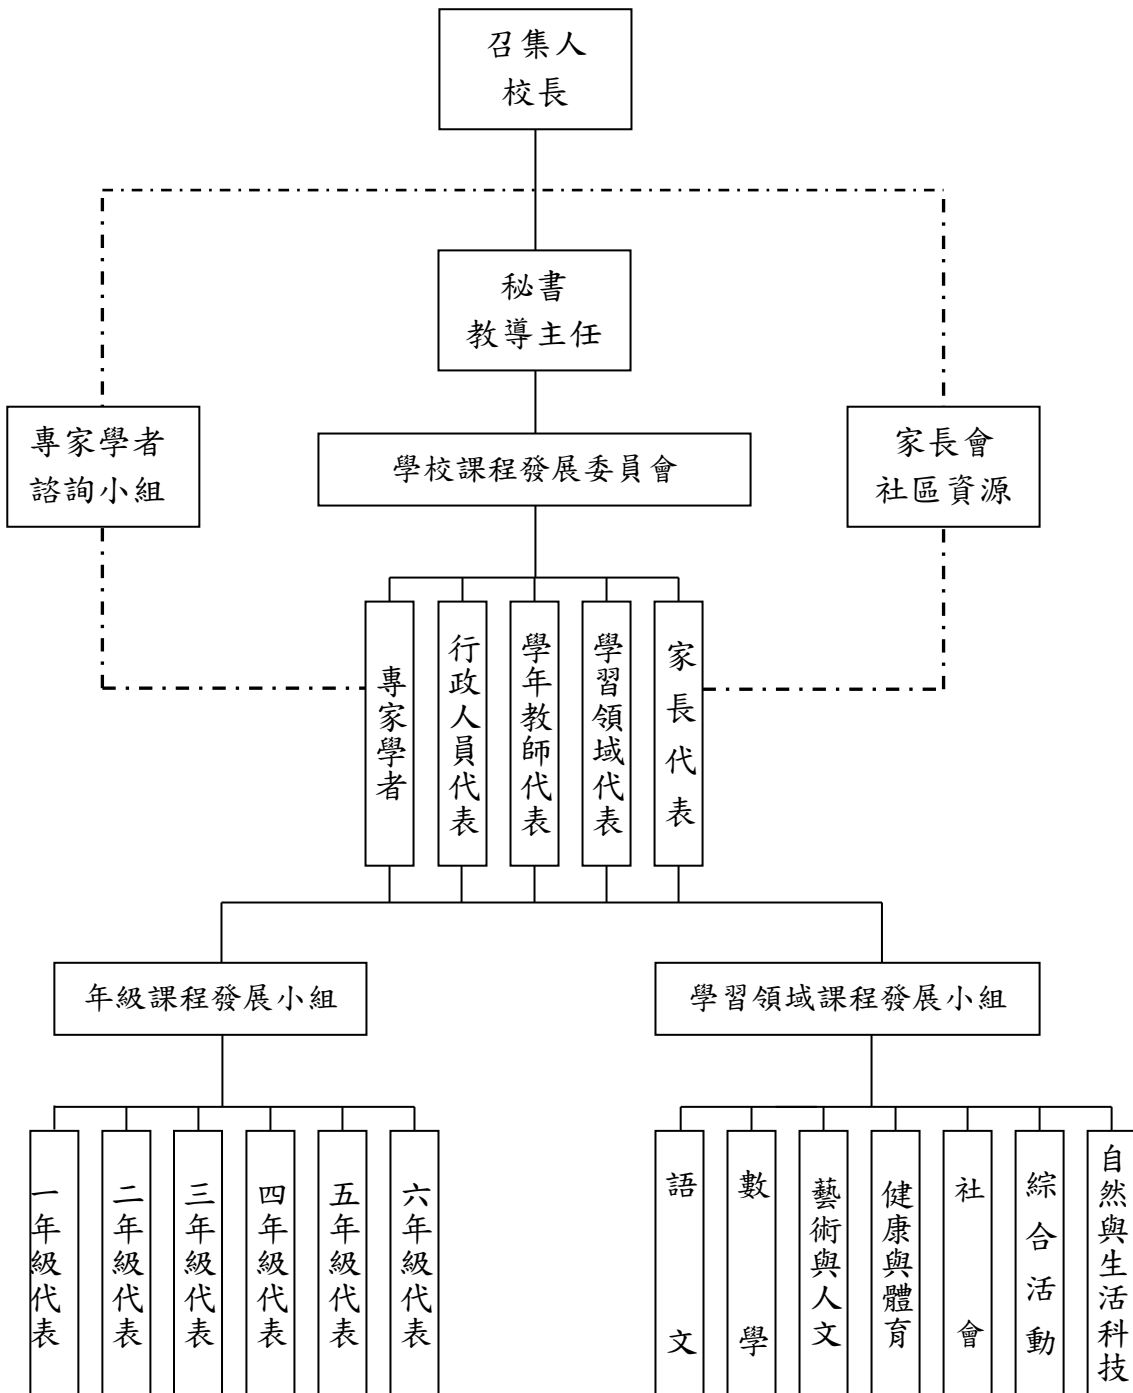 召集人
校長
秘書
教導主任
專家學者
諮詢小組
學校課程發展委員會
家長會
社區資源
專家學者
行政人員代表
學年教師代表
學習領域代表
家長代表
年級課程發展小組
學習領域課程發展小組
一年級代表
二年級代表
三年級代表
四年級代表
五年級代表
六年級代表
語文
數學
藝術與人文
健康與體育
社會
綜合活動
自然與生活科技